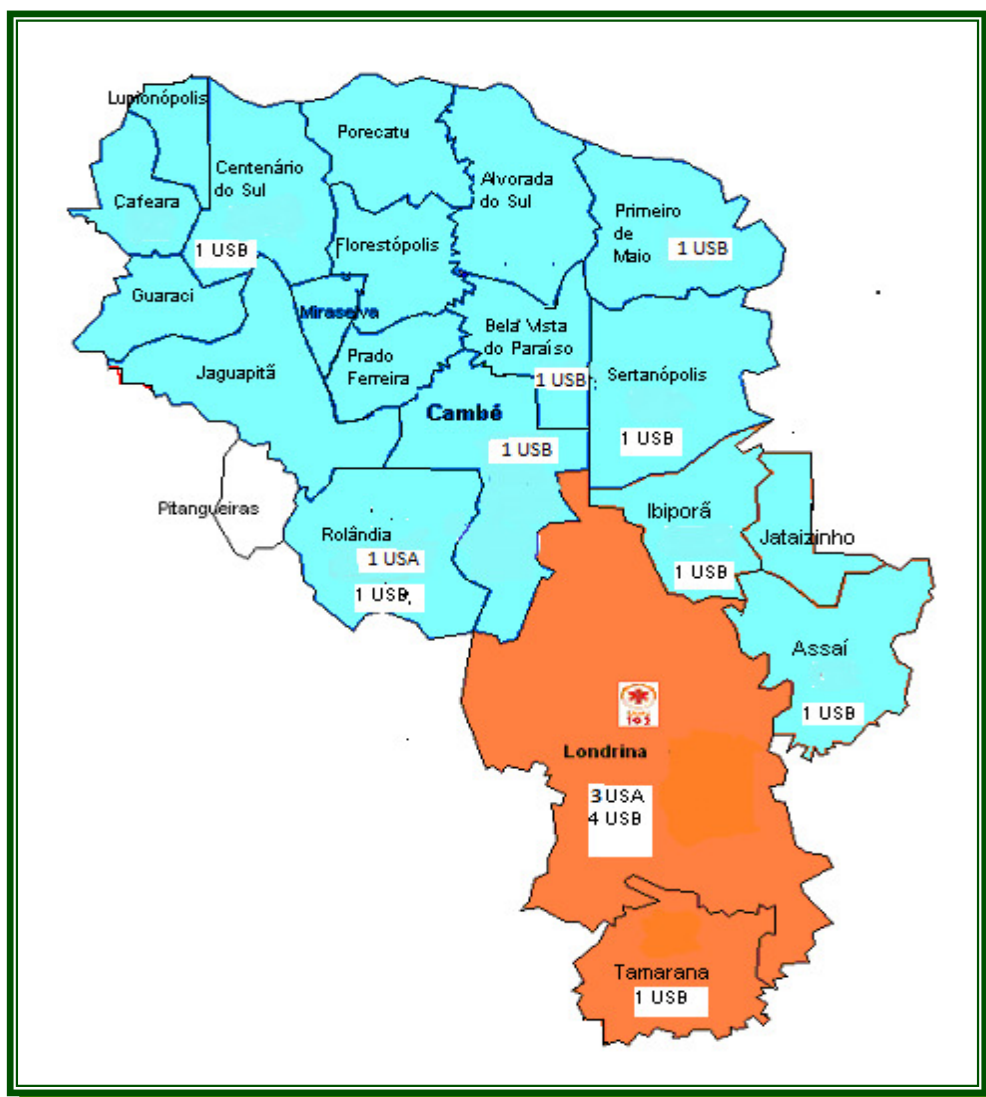 Lupionópolis
Porecatu
Centenário
do Sul
Alvorada
do Sul
Cafeara
Primeiro
de
Maio
1 USB
Florestópolis
1 USB
Guaraci
Miraselva
Bela Vista
do Paraíso
Prado
Ferreira
Jaguapitã
Sertanópolis
1 USB
Cambé
1 USB
1 USB
Pitangueiras
Ibiporã
Rolândia
Jataizinho
1 USA
1 USB
1 USB
Assaí
1 USB
192
Londrina
3 USA
4 USB
Tamarana
1 USB